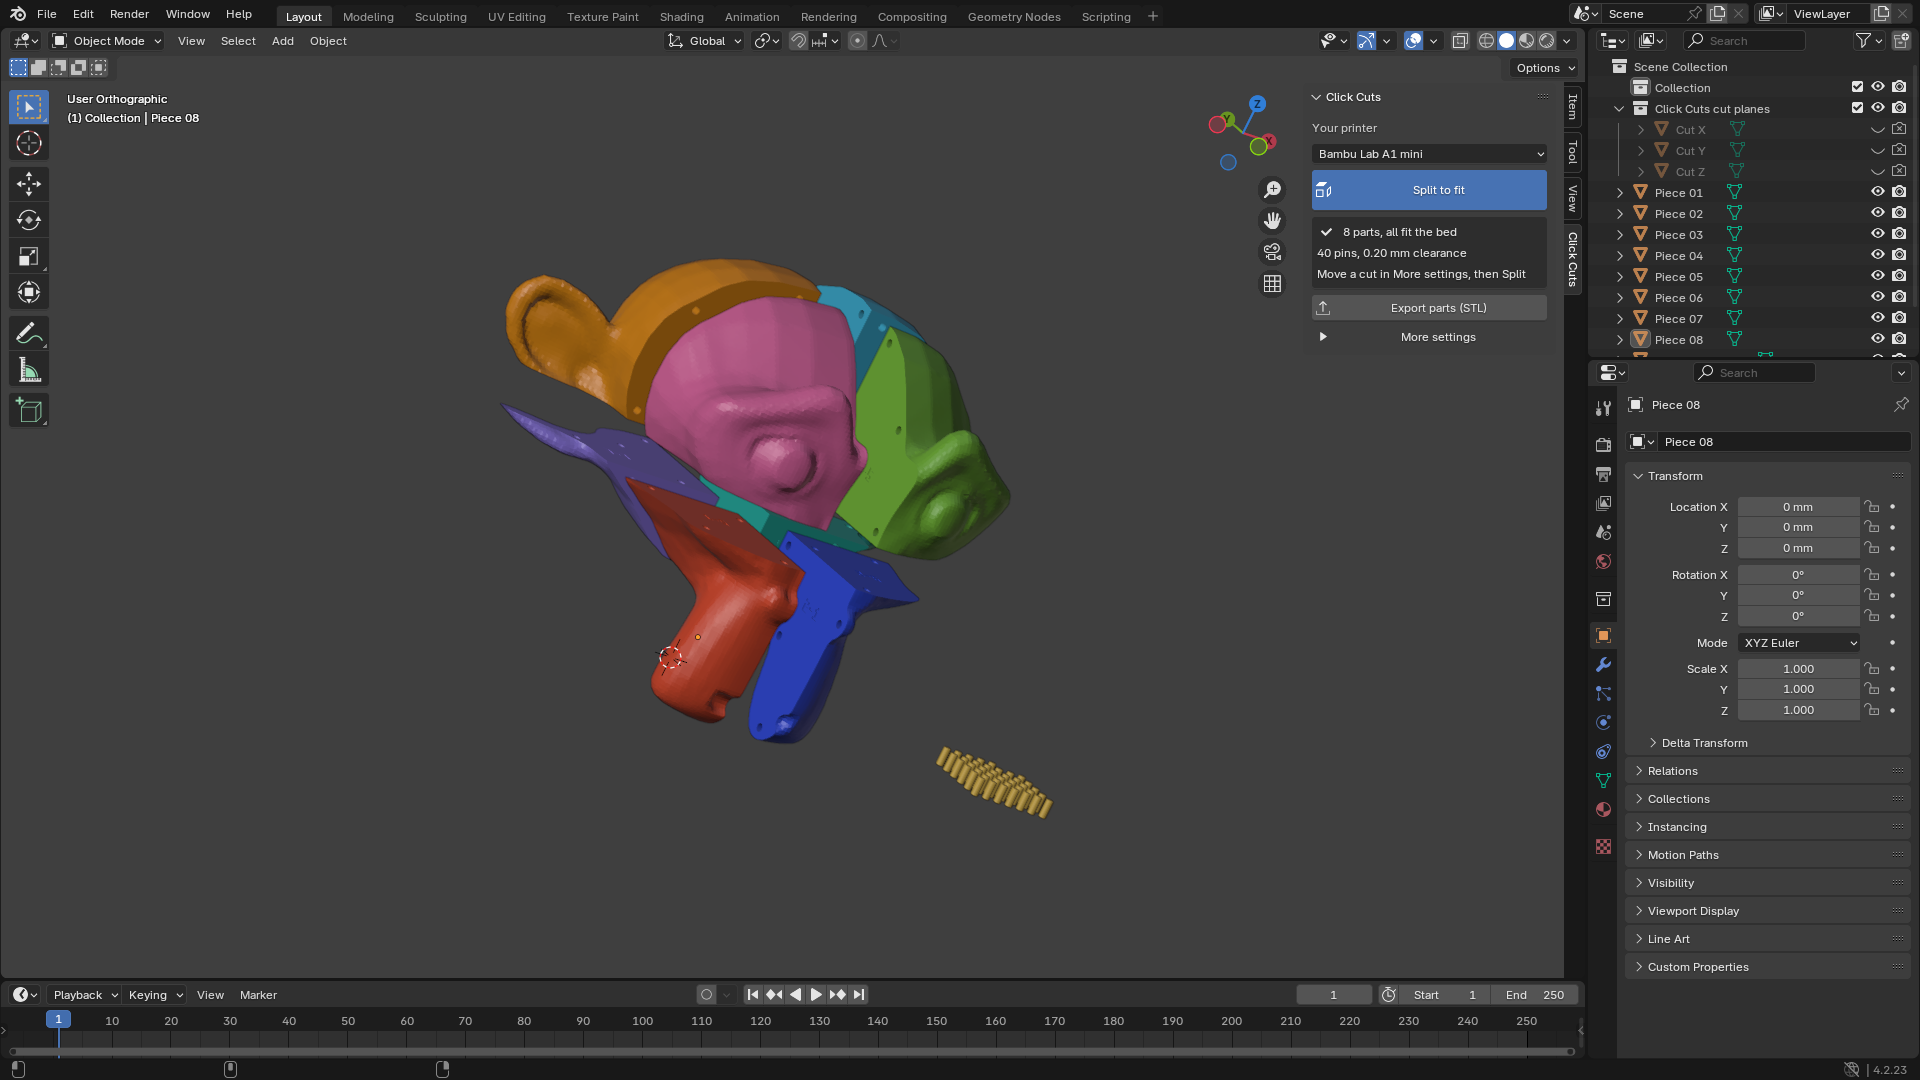 File Edit Render Window Help Layout Modeling Sculpting UV Editing Texture Paint Shading Animation Rendering Compositing Geometry Nodes Scripting + Scene ViewLayer
Object Mode View Select Add Object Global Search
Options
User Orthographic
(1) Collection | Piece 08
Z
Y
X
Click Cuts
Your printer
Bambu Lab A1 mini
Split to fit
8 parts, all fit the bed
40 pins, 0.20 mm clearance
Move a cut in More settings, then Split
Export parts (STL)
More settings
Item
Tool
View
Click Cuts
Scene Collection
Collection
Click Cuts cut planes
Cut X
Cut Y
Cut Z
Piece 01
Piece 02
Piece 03
Piece 04
Piece 05
Piece 06
Piece 07
Piece 08
Search
Piece 08
Piece 08
Transform
Location X 0 mm
Y 0 mm
Z 0 mm
Rotation X 0°
Y 0°
Z 0°
Mode XYZ Euler
Scale X 1.000
Y 1.000
Z 1.000
Delta Transform
Relations
Collections
Instancing
Motion Paths
Visibility
Viewport Display
Line Art
Custom Properties
Playback Keying View Marker 1 Start 1 End 250
1 10 20 30 40 50 60 70 80 90 100 110 120 130 140 150 160 170 180 190 200 210 220 230 240 250
4.2.23